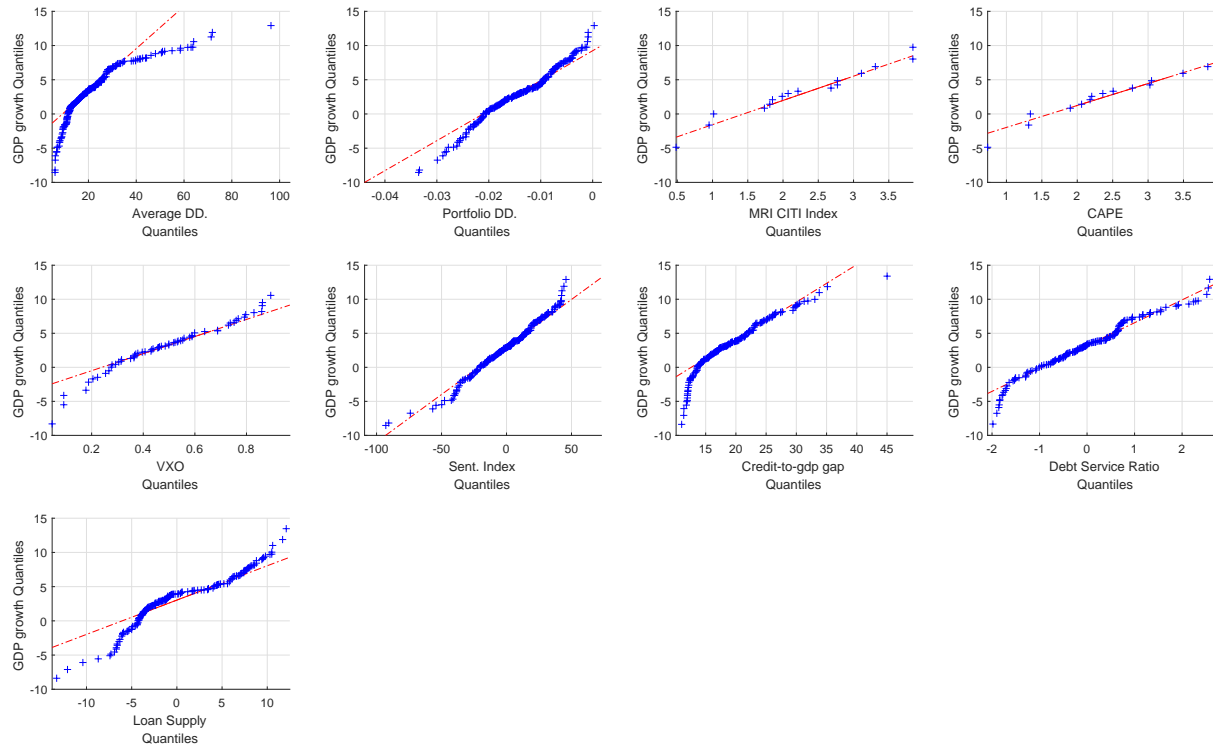 15
10
5
0
-5
-10
20 40 60 80 100
GDP growth Quantiles
Average DD.
Quantiles
15
10
5
0
-5
-10
-0.04 -0.03 -0.02 -0.01 0
GDP growth Quantiles
Portfolio DD.
Quantiles
15
10
5
0
-5
-10
0.5 1 1.5 2 2.5 3 3.5
GDP growth Quantiles
MRI CITI Index
Quantiles
15
10
5
0
-5
-10
1 1.5 2 2.5 3 3.5
GDP growth Quantiles
CAPE
Quantiles
15
10
5
0
-5
-10
0.2 0.4 0.6 0.8
GDP growth Quantiles
VXO
Quantiles
15
10
5
0
-5
-10
-100 -50 0 50
GDP growth Quantiles
Sent. Index
Quantiles
15
10
5
0
-5
-10
15 20 25 30 35 40 45
GDP growth Quantiles
Credit-to-gdp gap
Quantiles
15
10
5
0
-5
-10
-2 -1 0 1 2
GDP growth Quantiles
Debt Service Ratio
Quantiles
15
10
5
0
-5
-10
-10 -5 0 5 10
GDP growth Quantiles
Loan Supply
Quantiles